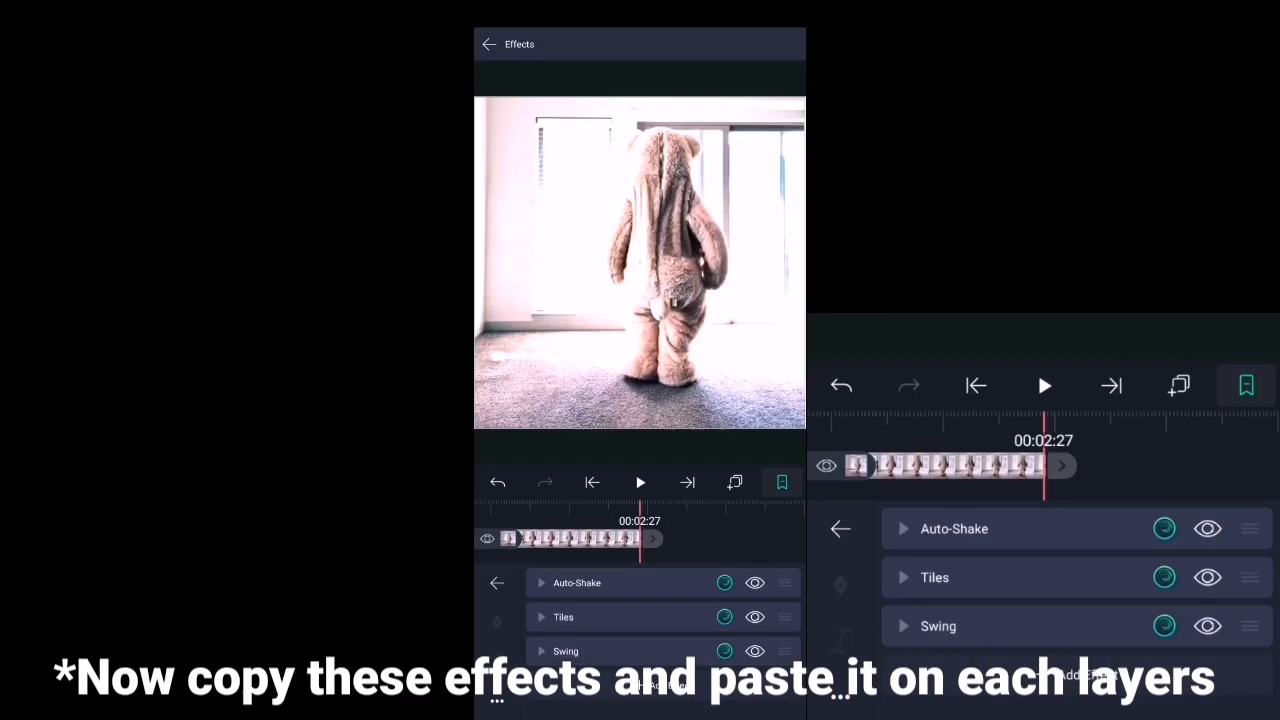 Effects
00:02:27
Auto-Shake
Tiles
Swing
00:02:27
Auto-Shake
Tiles
Swing
*Now copy these effects and paste it on each layers